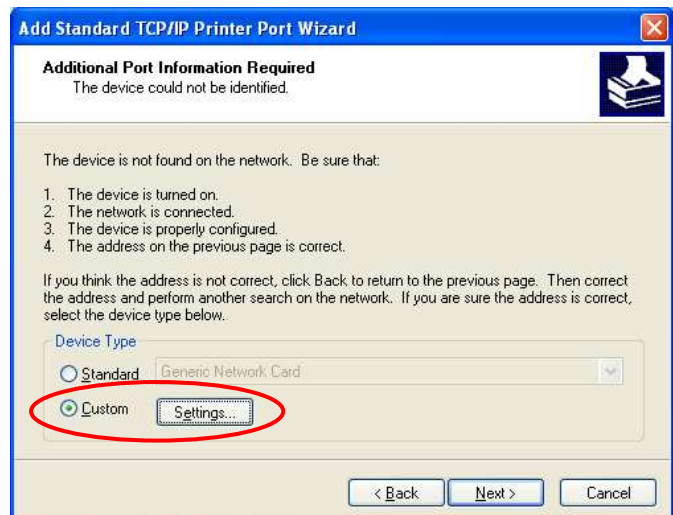 Add Standard TCP/IP Printer Port Wizard
Additional Port Information Required
The device could not be identified.
The device is not found on the network. Be sure that:
1. The device is turned on.
2. The network is connected.
3. The device is properly configured.
4. The address on the previous page is correct.
If you think the address is not correct, click Back to return to the previous page. Then correct
the address and perform another search on the network. If you are sure the address is correct,
select the device type below.
Device Type
Standard Generic Network Card
Custom Settings...
< Back Next > Cancel